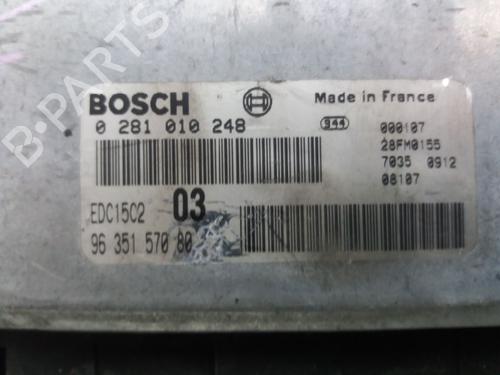 BOSCH
Made in France
0 281 010 248
944
000107
28FM0155
7035 0912
08107
EDC15C2 03
96 351 570 80
B-PARTS